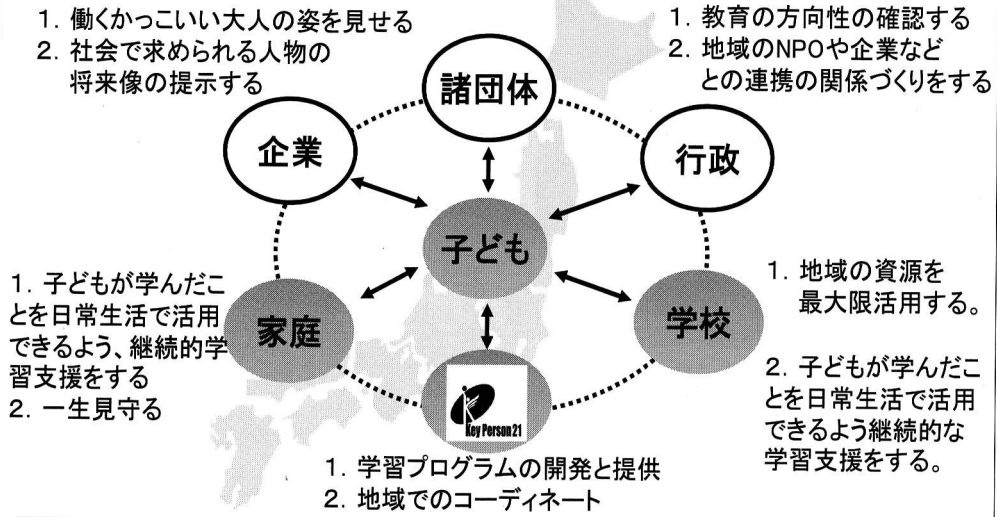 1. 働くかっこいい大人の姿を見せる
2. 社会で求められる人物の
将来像の提示する
1. 教育の方向性の確認する
2. 地域のNPOや企業など
との連携の関係づくりをする
諸団体
企業
行政
子ども
家庭
学校
1. 子どもが学んだこ
とを日常生活で活用
できるよう、継続的学
習支援をする
2. 一生見守る
1. 地域の資源を
最大限活用する。
2. 子どもが学んだこ
とを日常生活で活用
できるよう継続的な
学習支援をする。
Key Person21
1. 学習プログラムの開発と提供
2. 地域でのコーディネート